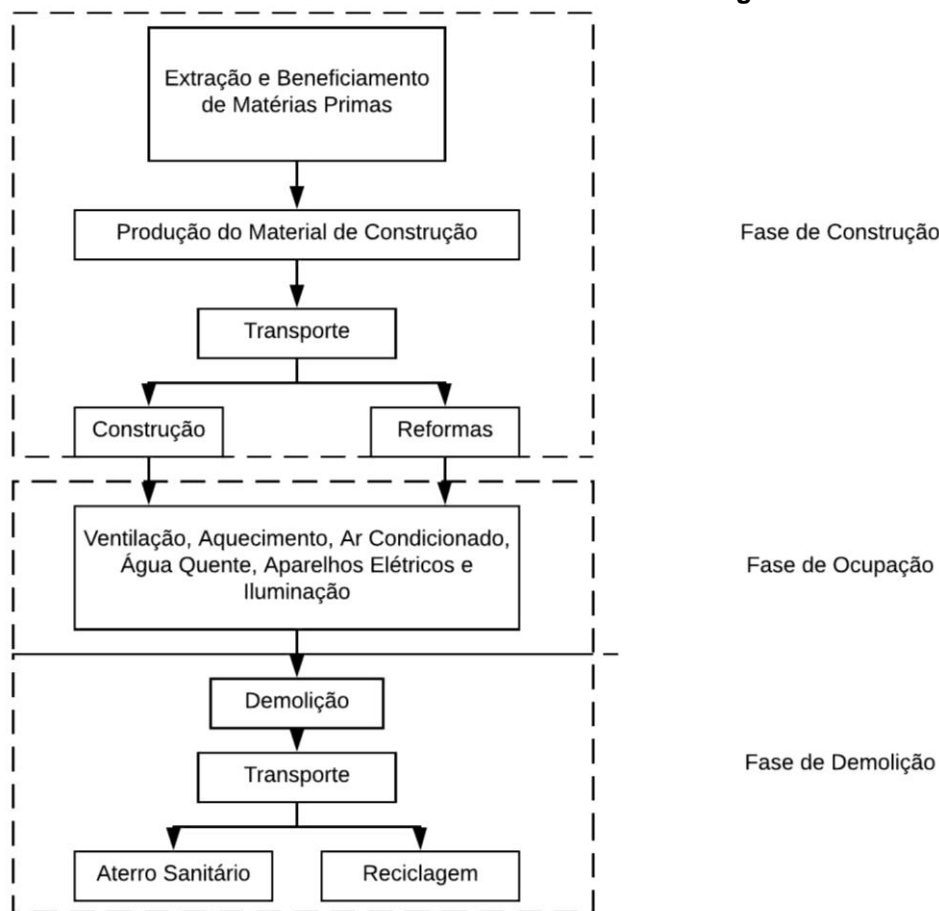 Extração e Beneficiamento
de Matérias Primas
Produção do Material de Construção
Fase de Construção
Transporte
Construção
Reformas
Ventilação, Aquecimento, Ar Condicionado,
Água Quente, Aparelhos Elétricos e
Iluminação
Fase de Ocupação
Demolição
Transporte
Fase de Demolição
Aterro Sanitário
Reciclagem